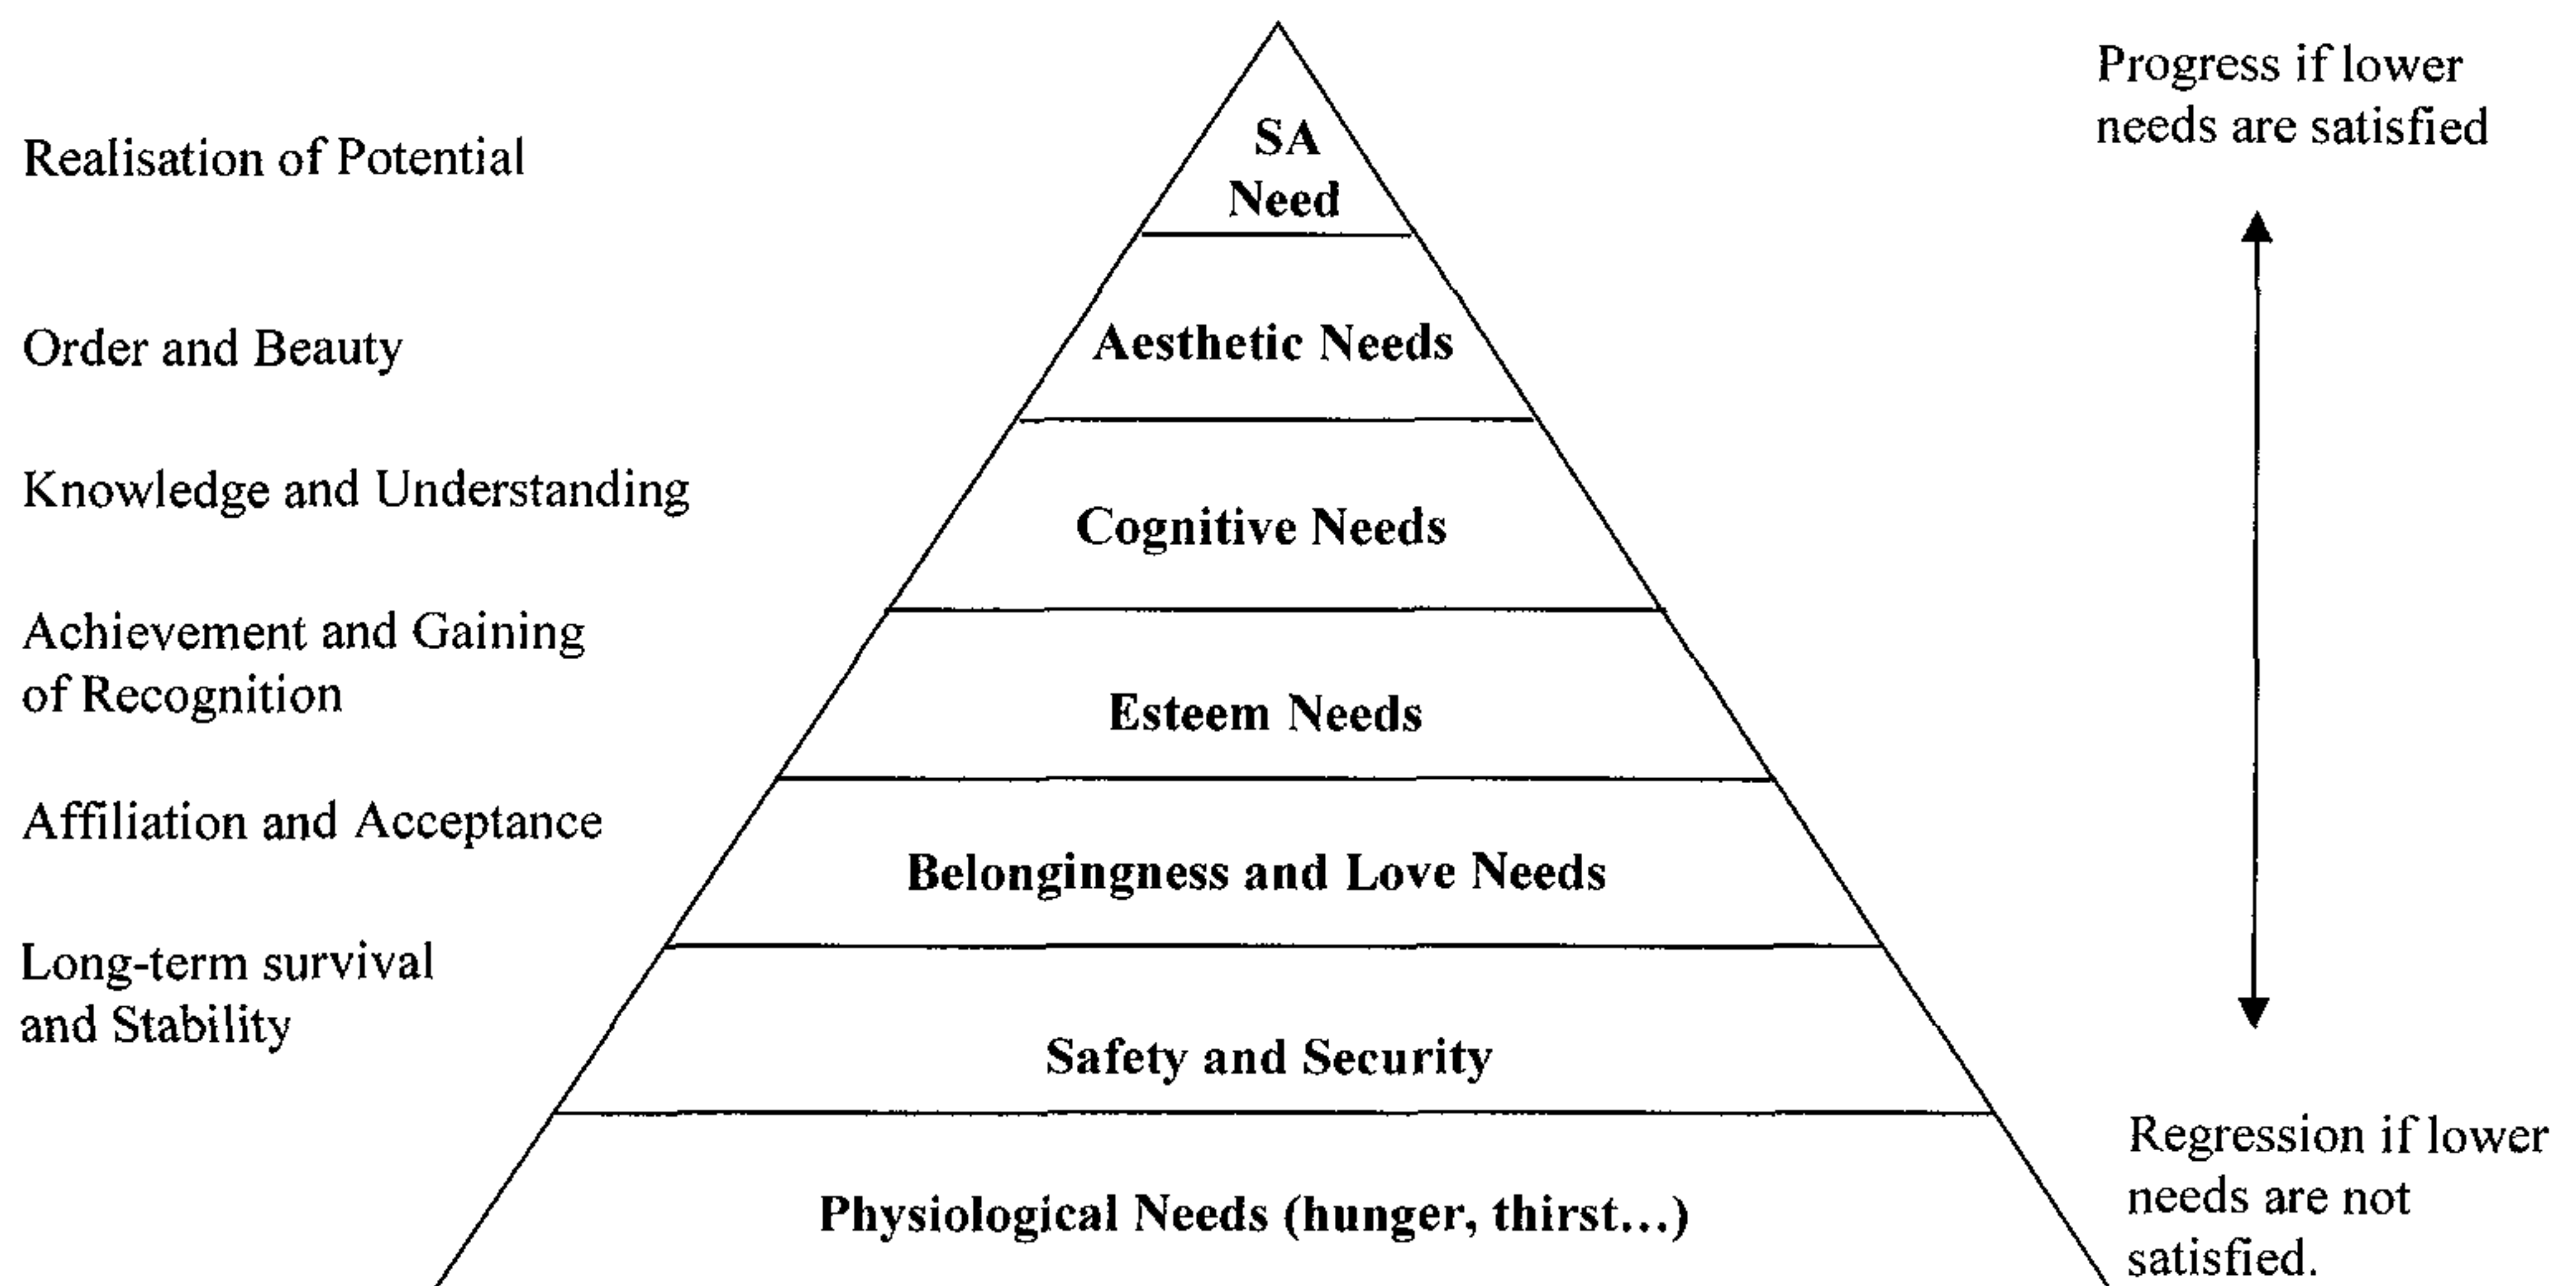 Progress if lower
needs are satisfied
SA
Need
Realisation of Potential
Order and Beauty
Aesthetic Needs
Knowledge and Understanding
Cognitive Needs
Achievement and Gaining
of Recognition
Esteem Needs
Affiliation and Acceptance
Belongingness and Love Needs
Long-term survival
and Stability
Safety and Security
Physiological Needs (hunger, thirst...)
Regression if lower
needs are not
satisfied.